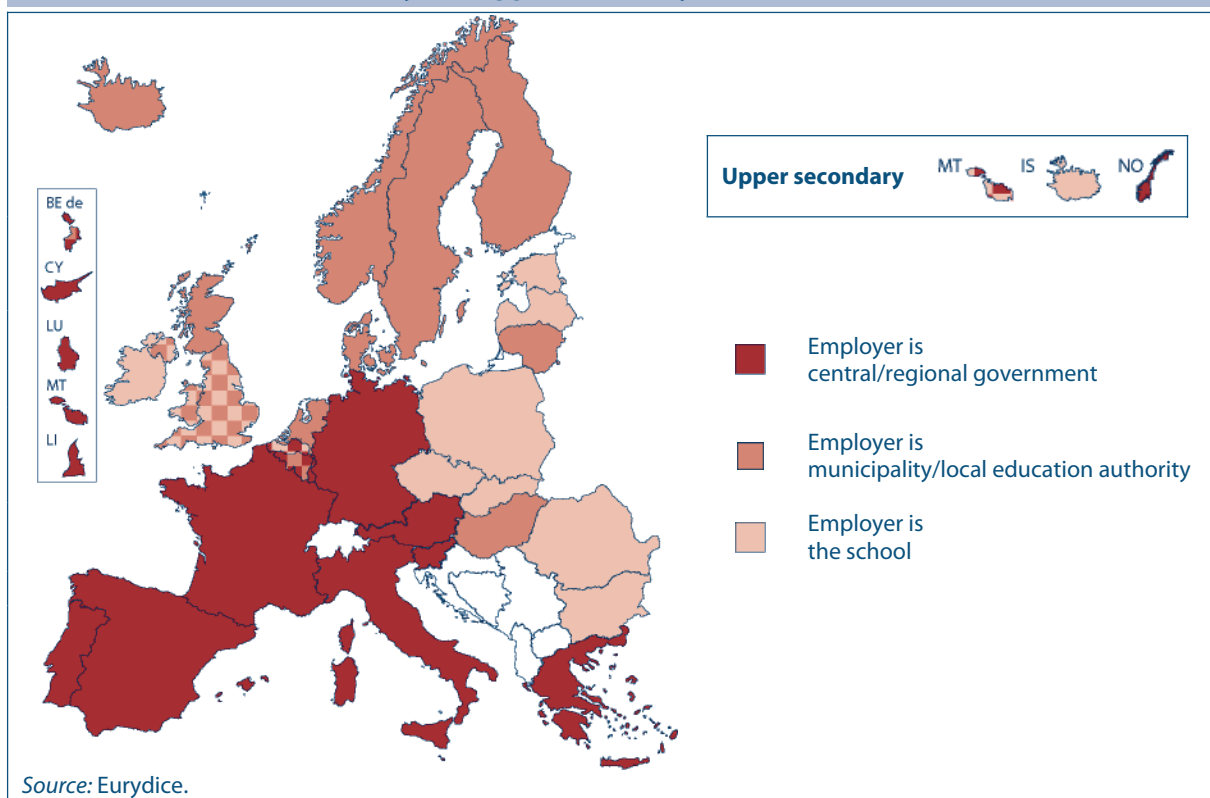 Upper secondary
MT
IS
NO
BE de
CY
LU
MT
LI
Employer is
central/regional government
Employer is
municipality/local education authority
Employer is
the school
Source: Eurydice.